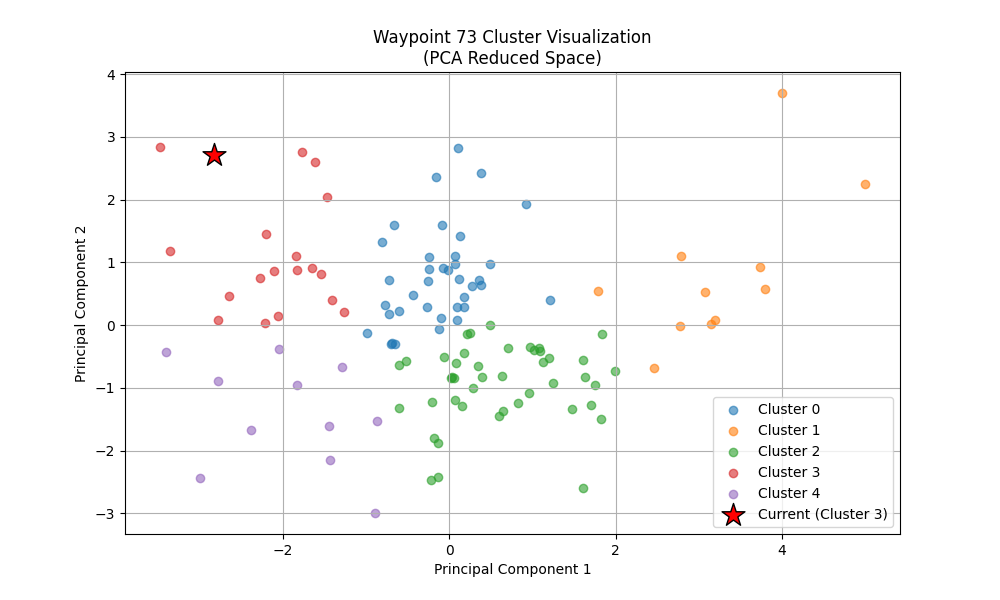 Waypoint 73 Cluster Visualization
(PCA Reduced Space)
4
3
2
1
0
−1
−2
−3
Principal Component 2
−2
0
2
4
Principal Component 1
Cluster 0
Cluster 1
Cluster 2
Cluster 3
Cluster 4
Current (Cluster 3)